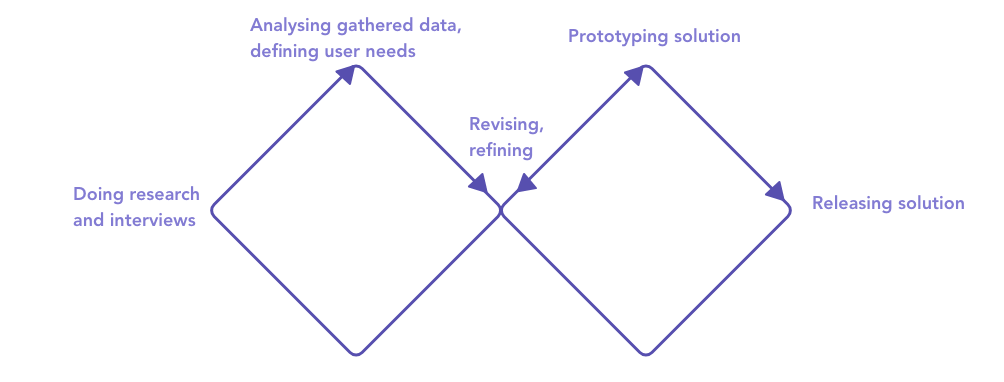 Analysing gathered data,
defining user needs
Prototyping solution
Revising,
refining
Doing research
and interviews
Releasing solution